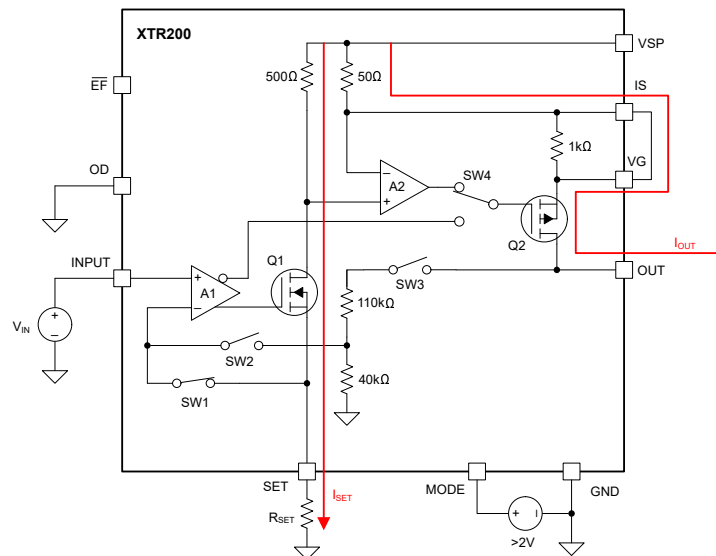 XTR200
VSP
500Ω
50Ω
IS
EF
1kΩ
VG
A2
SW4
OD
Q2
IOUT
INPUT
Q1
OUT
A1
SW3
110kΩ
VIN
SW2
40kΩ
SW1
SET
MODE
GND
ISET
RSET
>2V